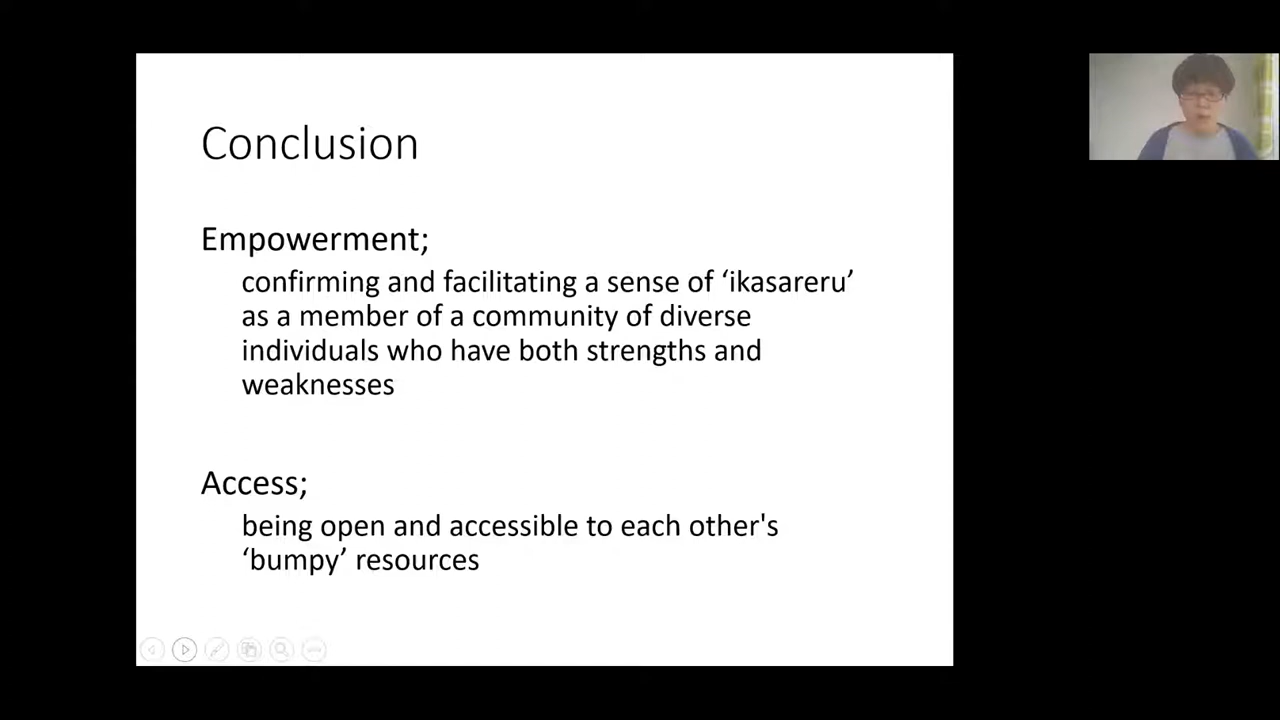 Conclusion
Empowerment;
confirming and facilitating a sense of ‘ikasareru’
as a member of a community of diverse
individuals who have both strengths and
weaknesses
Access;
being open and accessible to each other's
‘bumpy’ resources